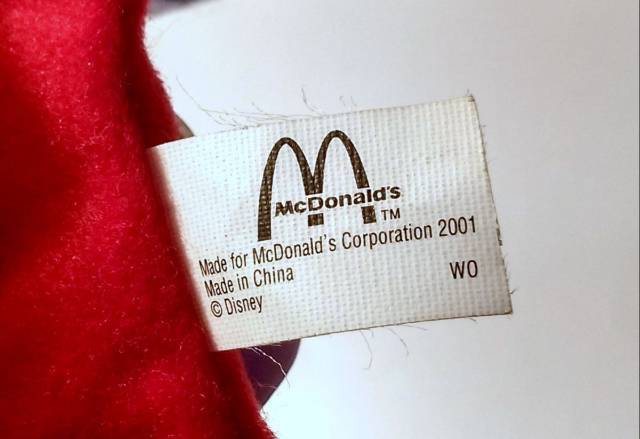 McDonald's
TM
Made for McDonald's Corporation 2001
Made in China
WO
© Disney